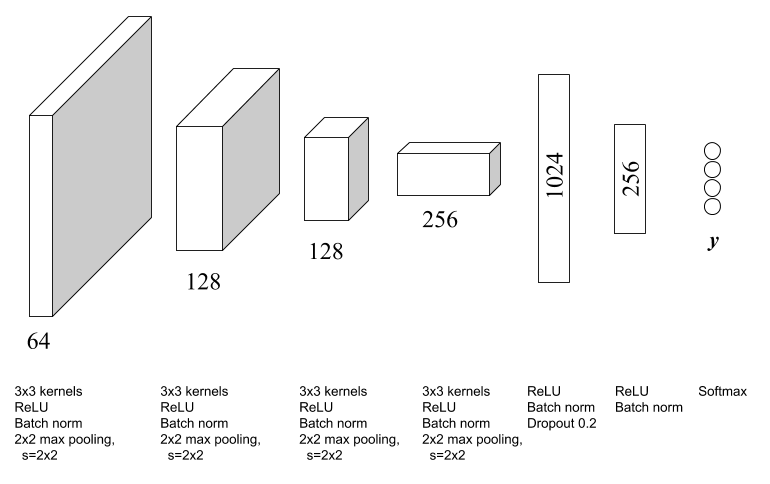 64
128
128
256
1024
256
y
3x3 kernels
ReLU
Batch norm
2x2 max pooling,
s=2x2
3x3 kernels
ReLU
Batch norm
2x2 max pooling,
s=2x2
3x3 kernels
ReLU
Batch norm
2x2 max pooling,
s=2x2
3x3 kernels
ReLU
Batch norm
2x2 max pooling,
s=2x2
ReLU
Batch norm
Dropout 0.2
ReLU
Batch norm
Softmax